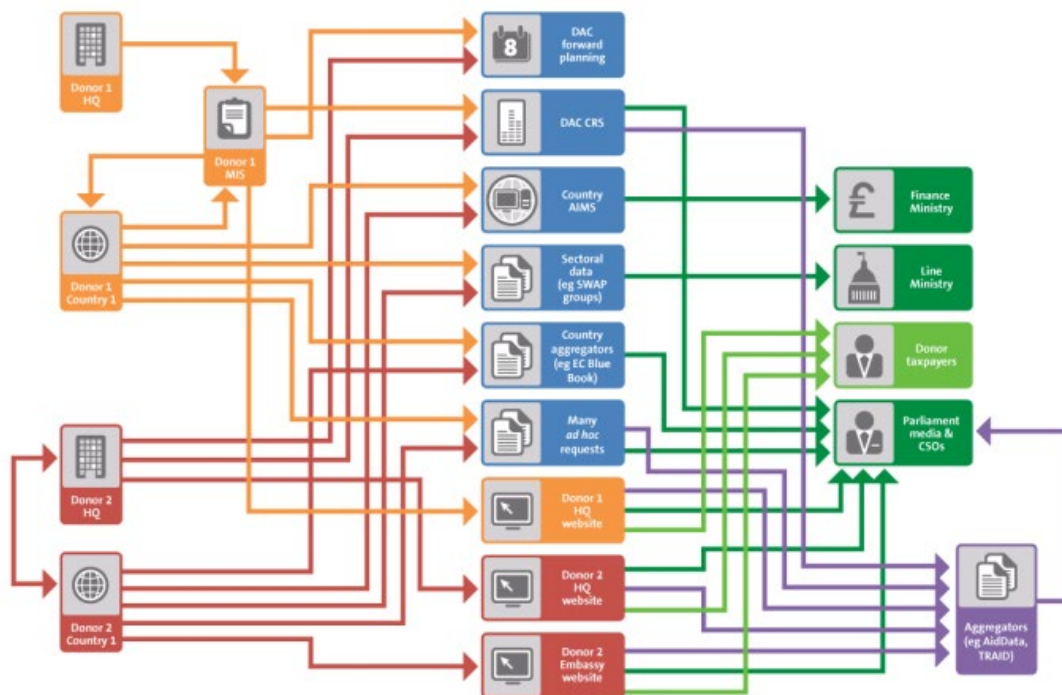 Donor 1
HQ
Donor 1
MIS
Donor 1
Country 1
Donor 2
HQ
Donor 2
Country 1
8
DAC
forward
planning
DAC CRS
Country
AIMS
Sectoral
data
(eg SWAP
groups)
Country
aggregators
(eg EC Blue
Book)
Many
ad hoc
requests
Donor 1
HQ
website
Donor 2
HQ
website
Donor 2
Embassy
website
£
Finance
Ministry
Line
Ministry
Donor
taxpayers
Parliament
media &
CSOs
Aggregators
(eg AidData,
TRAID)